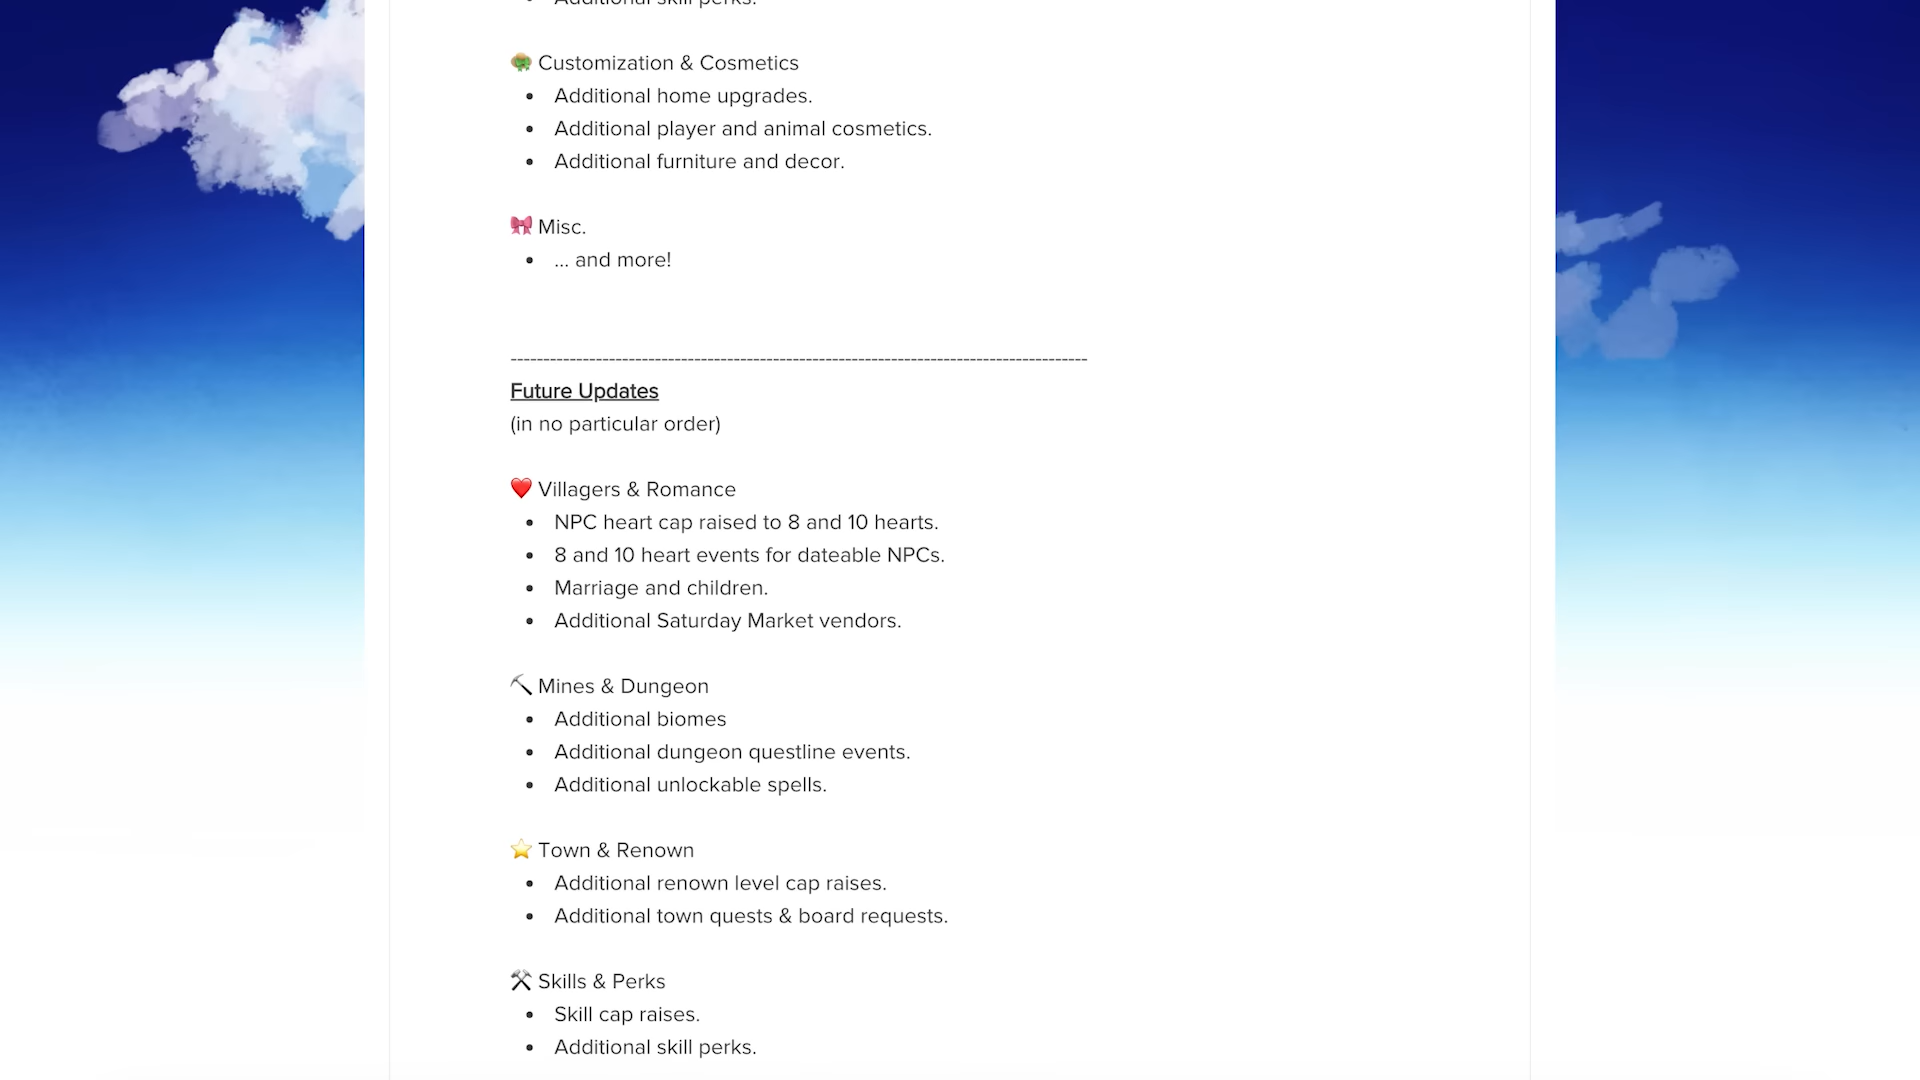 Additional skill perks.
Customization & Cosmetics
• Additional home upgrades.
• Additional player and animal cosmetics.
• Additional furniture and decor.
Misc.
• ... and more!
----------------------------------------------------------------------------------------
Future Updates
(in no particular order)
❤️ Villagers & Romance
• NPC heart cap raised to 8 and 10 hearts.
• 8 and 10 heart events for dateable NPCs.
• Marriage and children.
• Additional Saturday Market vendors.
⛏️ Mines & Dungeon
• Additional biomes
• Additional dungeon questline events.
• Additional unlockable spells.
⭐ Town & Renown
• Additional renown level cap raises.
• Additional town quests & board requests.
⚒️ Skills & Perks
• Skill cap raises.
• Additional skill perks.